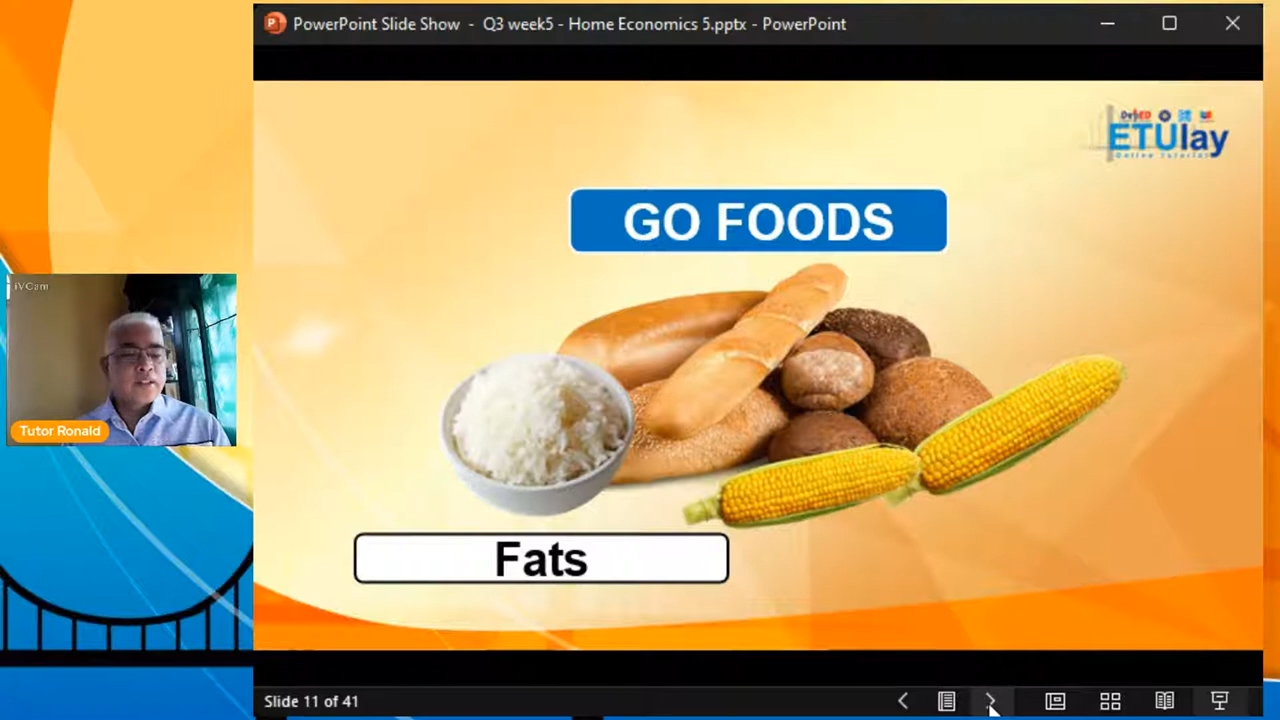 PowerPoint Slide Show - Q3 week5 - Home Economics 5.pptx - PowerPoint
DepED
ETUlay
Online Tutorial
GO FOODS
iVCam
Tutor Ronald
Fats
Slide 11 of 41